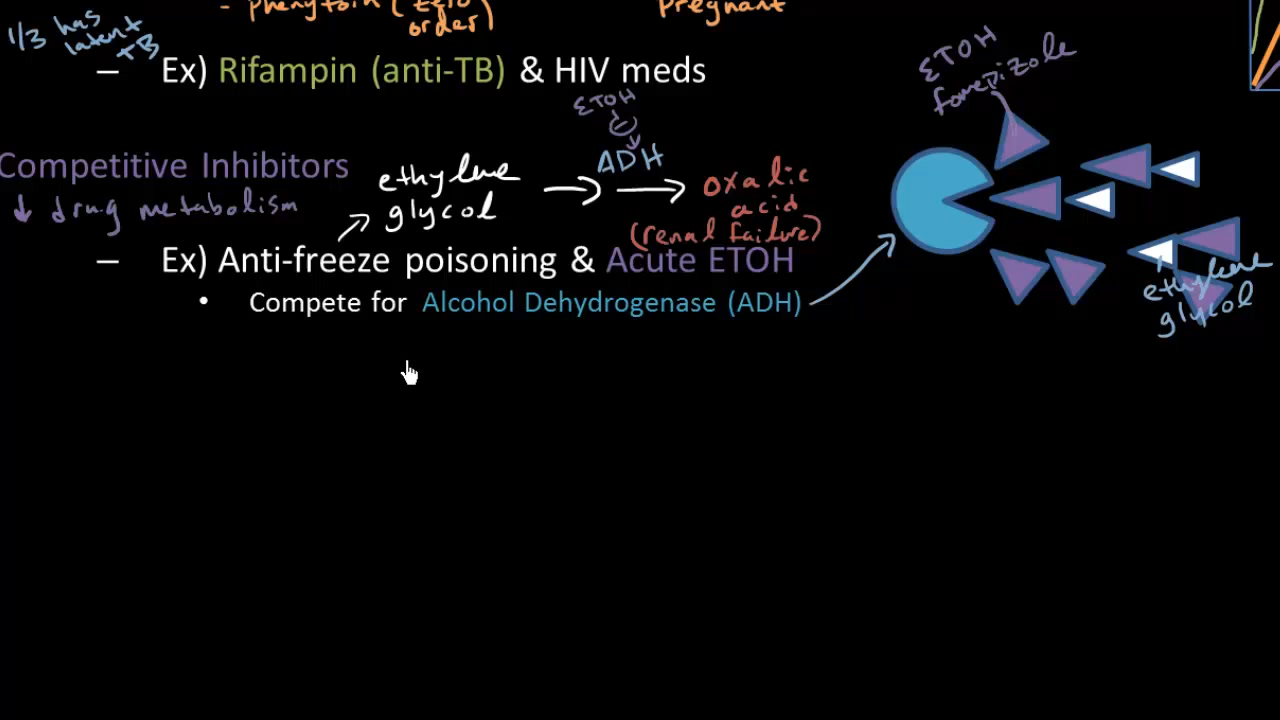 - Phenytoin (zero
order)
pregnant
1/3 has
latent
TB
– Ex) Rifampin (anti-TB) & HIV meds
ETOH
fomepizole
ETOH
ADH
Competitive Inhibitors
↓ drug metabolism
ethylene
glycol
oxalic
acid
(renal failure)
– Ex) Anti-freeze poisoning & Acute ETOH
• Compete for Alcohol Dehydrogenase (ADH)
ethylene
glycol